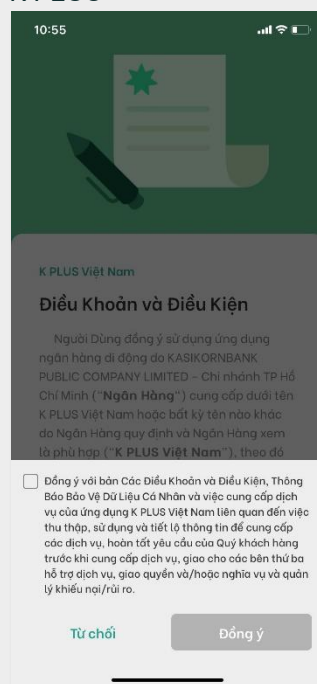 10:55
K PLUS Việt Nam
Điều Khoản và Điều Kiện
Người Dùng đồng ý sử dụng ứng dụng
ngân hàng di động do KASIKORNBANK
PUBLIC COMPANY LIMITED – Chi nhánh TP Hồ
Chí Minh ("Ngân Hàng") cung cấp dưới tên
K PLUS Việt Nam hoặc bất kỳ tên nào khác
do Ngân Hàng quy định và Ngân Hàng xem
là phù hợp ("K PLUS Việt Nam"), theo đó
Đồng ý với bản Các Điều Khoản và Điều Kiện, Thông
Báo Bảo Vệ Dữ Liệu Cá Nhân và việc cung cấp dịch
vụ của ứng dụng K PLUS Việt Nam liên quan đến việc
thu thập, sử dụng và tiết lộ thông tin để cung cấp
các dịch vụ, hoàn tất yêu cầu của Quý khách hàng
trước khi cung cấp dịch vụ, giao cho các bên thứ ba
hỗ trợ dịch vụ, giao quyền và/hoặc nghĩa vụ và quản
lý khiếu nại/rủi ro.
Từ chối
Đồng ý